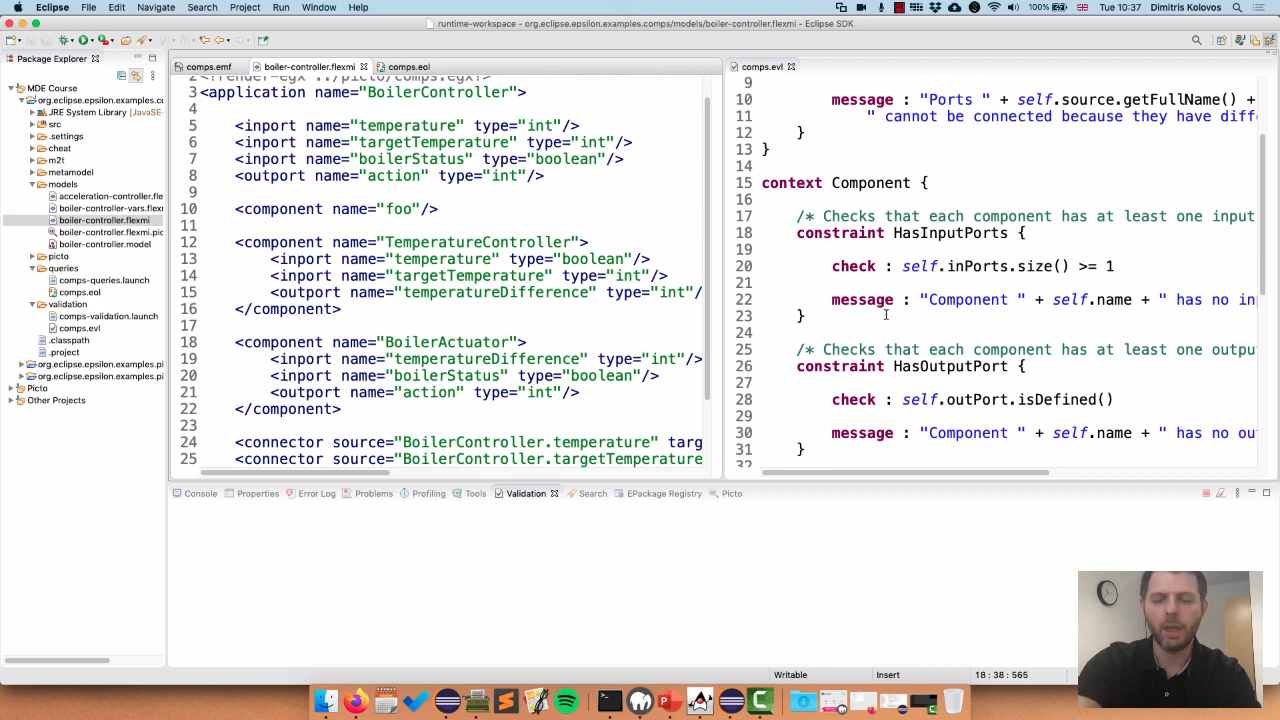 Eclipse File Edit Navigate Search Project Run Window Help
100% Tue 10:37 Dimitris Kolovos
runtime-workspace - org.eclipse.epsilon.examples.comps/models/boiler-controller.flexmi - Eclipse SDK
Package Explorer
MDE Course
org.eclipse.epsilon.examples.cc
JRE System Library [JavaSE-
src
.settings
cheat
m2t
metamodel
models
acceleration-controller.fle
boiler-controller-vars.flexi
boiler-controller.flexmi
boiler-controller.flexmi.pic
boiler-controller.model
picto
queries
comps-queries.launch
comps.eol
validation
comps-validation.launch
comps.evl
.classpath
.project
org.eclipse.epsilon.examples.pi
org.eclipse.epsilon.examples.pi
Picto
Other Projects
comps.emf boiler-controller.flexmi comps.eol
2 <?render-egx ../picto/comps.egx?>
3 <application name="BoilerController">
4
5 <inport name="temperature" type="int"/>
6 <inport name="targetTemperature" type="int"/>
7 <inport name="boilerStatus" type="boolean"/>
8 <outport name="action" type="int"/>
9
10 <component name="foo"/>
11
12 <component name="TemperatureController">
13 <inport name="temperature" type="boolean"/>
14 <inport name="targetTemperature" type="int"/>
15 <outport name="temperatureDifference" type="int"/
16 </component>
17
18 <component name="BoilerActuator">
19 <inport name="temperatureDifference" type="int"/>
20 <inport name="boilerStatus" type="boolean"/>
21 <outport name="action" type="int"/>
22 </component>
23
24 <connector source="BoilerController.temperature" targ
25 <connector source="BoilerController.targetTemperature
comps.evl
9
10 message : "Ports " + self.source.getFullName() +
11 " cannot be connected because they have diffe
12 }
13 }
14
15 context Component {
16
17 /* Checks that each component has at least one input
18 constraint HasInputPorts {
19
20 check : self.inPorts.size() >= 1
21
22 message : "Component " + self.name + " has no in
23 }
24
25 /* Checks that each component has at least one outpu
26 constraint HasOutputPort {
27
28 check : self.outPort.isDefined()
29
30 message : "Component " + self.name + " has no ou
31 }
32
Console Properties Error Log Problems Profiling Tools Validation Search EPackage Registry Picto
Writable Insert 18 : 38 : 565